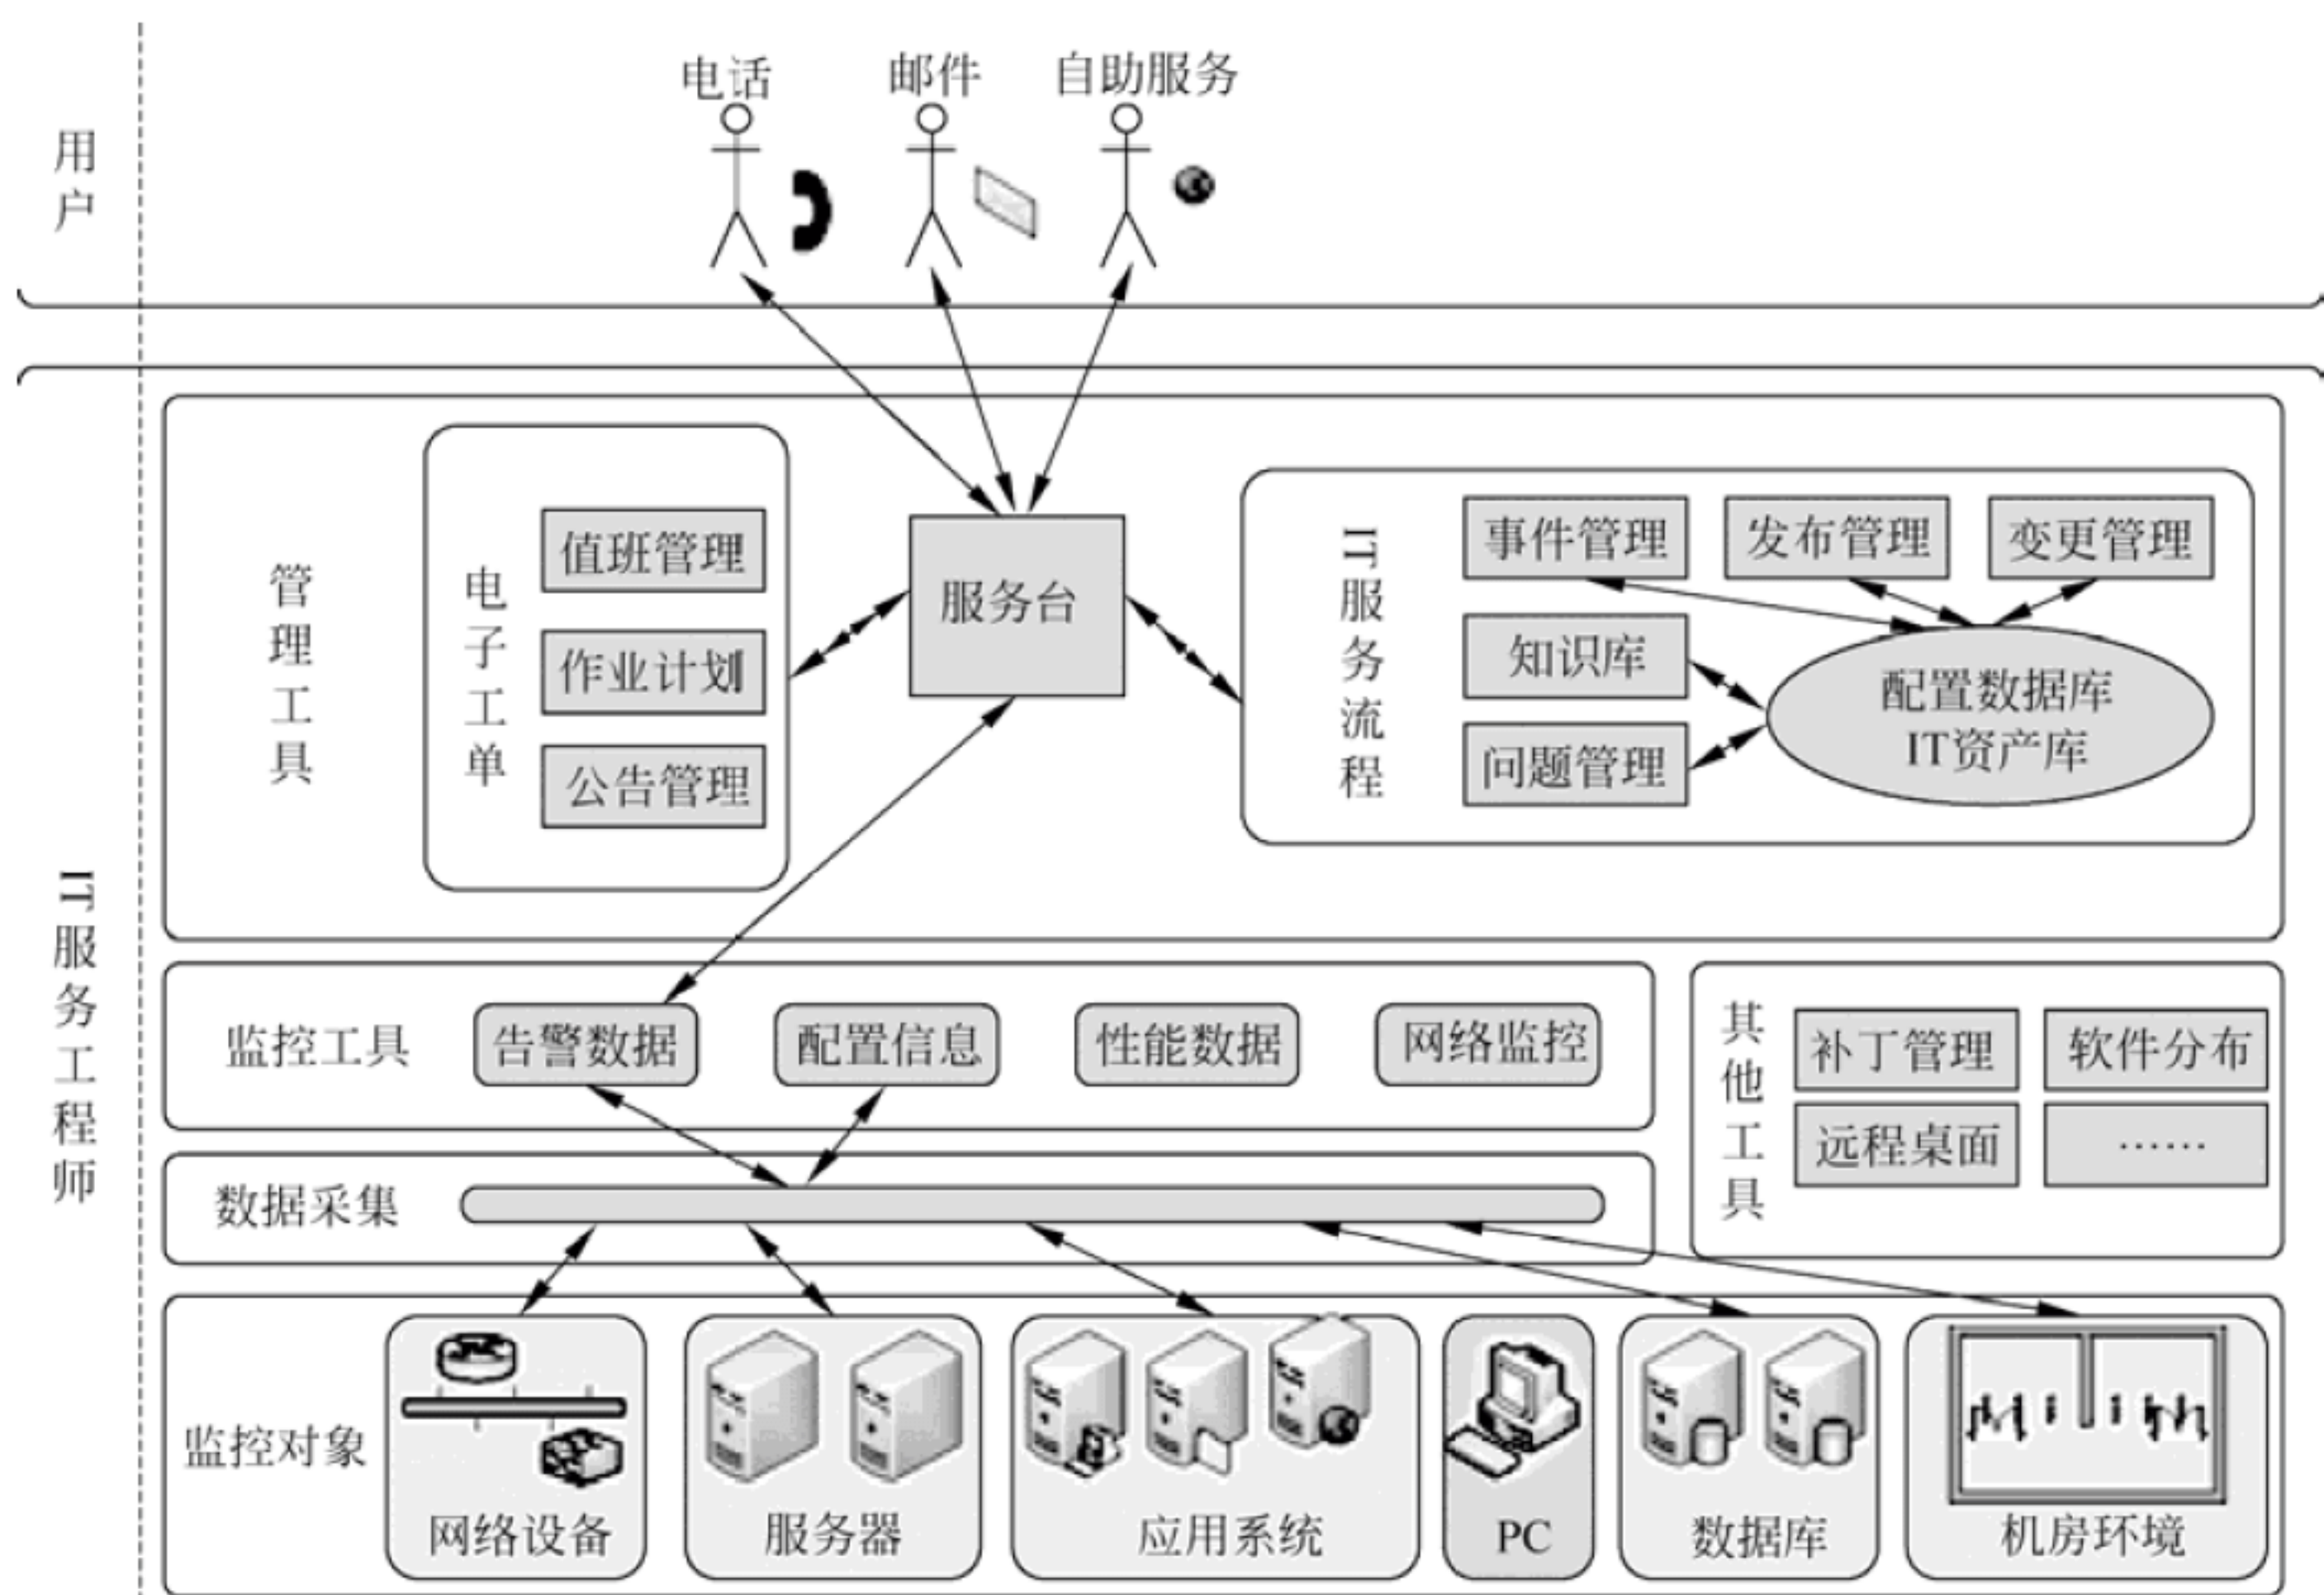 用户
电话
邮件
自助服务
IT服务工程师
管理工具
电子工单
值班管理
作业计划
公告管理
服务台
IT服务流程
事件管理
发布管理
变更管理
知识库
问题管理
配置数据库
IT资产库
监控工具
告警数据
配置信息
性能数据
网络监控
其他工具
补丁管理
软件分布
远程桌面
……
数据采集
监控对象
网络设备
服务器
应用系统
PC
数据库
机房环境